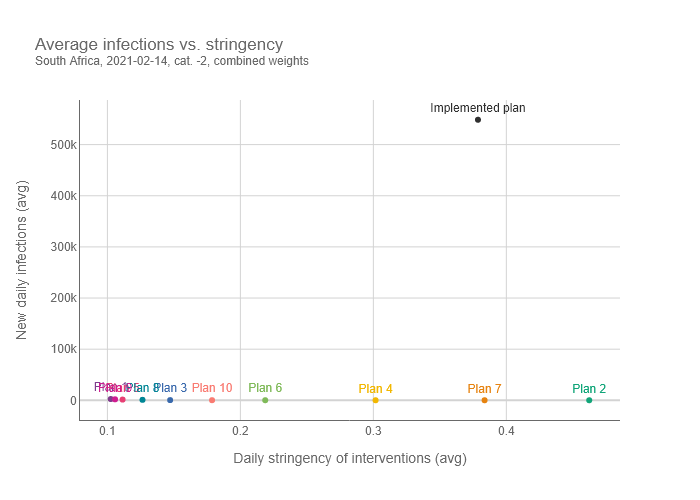 Average infections vs. stringency
South Africa, 2021-02-14, cat. -2, combined weights
New daily infections (avg)
500k
400k
300k
200k
100k
0
Implemented plan
Plan 8
Plan 3
Plan 10
Plan 6
Plan 4
Plan 7
Plan 2
0.1
0.2
0.3
0.4
Daily stringency of interventions (avg)